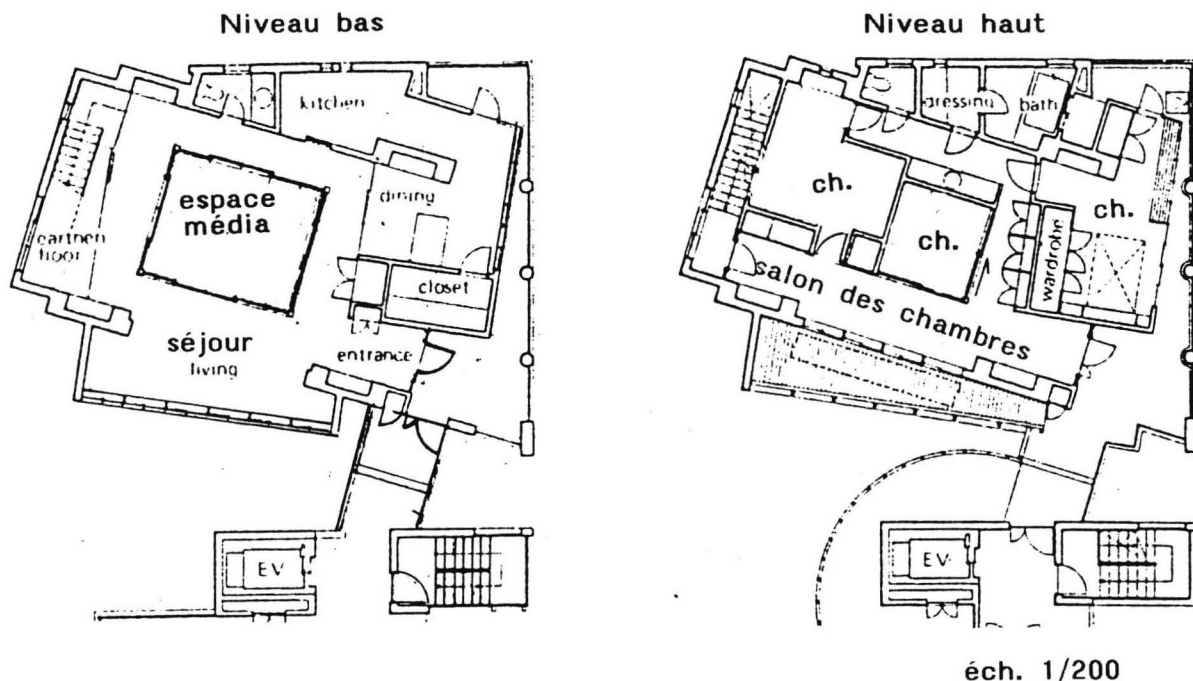 Niveau bas
kitchen
espace
média
dining
earthen
floor
closet
séjour
living
entrance
EV
Niveau haut
dressing
bath
ch.
ch.
ch.
wardrobe
salon des chambres
EV
éch. 1/200